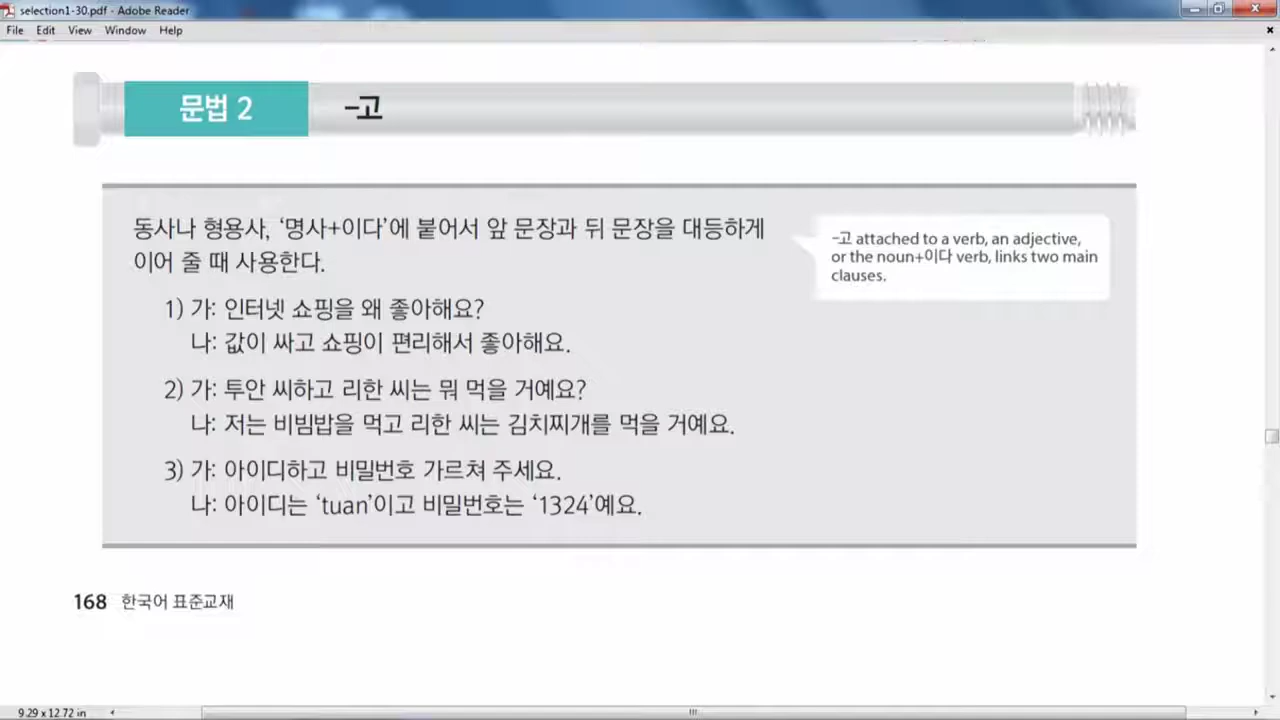 selection1-30.pdf - Adobe Reader
File Edit View Window Help
문법 2 -고
동사나 형용사, ‘명사+이다’에 붙어서 앞 문장과 뒤 문장을 대등하게
이어 줄 때 사용한다.
-고 attached to a verb, an adjective,
or the noun+이다 verb, links two main
clauses.
1) 가: 인터넷 쇼핑을 왜 좋아해요?
나: 값이 싸고 쇼핑이 편리해서 좋아해요.
2) 가: 투안 씨하고 리한 씨는 뭐 먹을 거예요?
나: 저는 비빔밥을 먹고 리한 씨는 김치찌개를 먹을 거예요.
3) 가: 아이디하고 비밀번호 가르쳐 주세요.
나: 아이디는 ‘tuan’이고 비밀번호는 ‘1324’예요.
168 한국어 표준교재
9.29 x 12.72 in